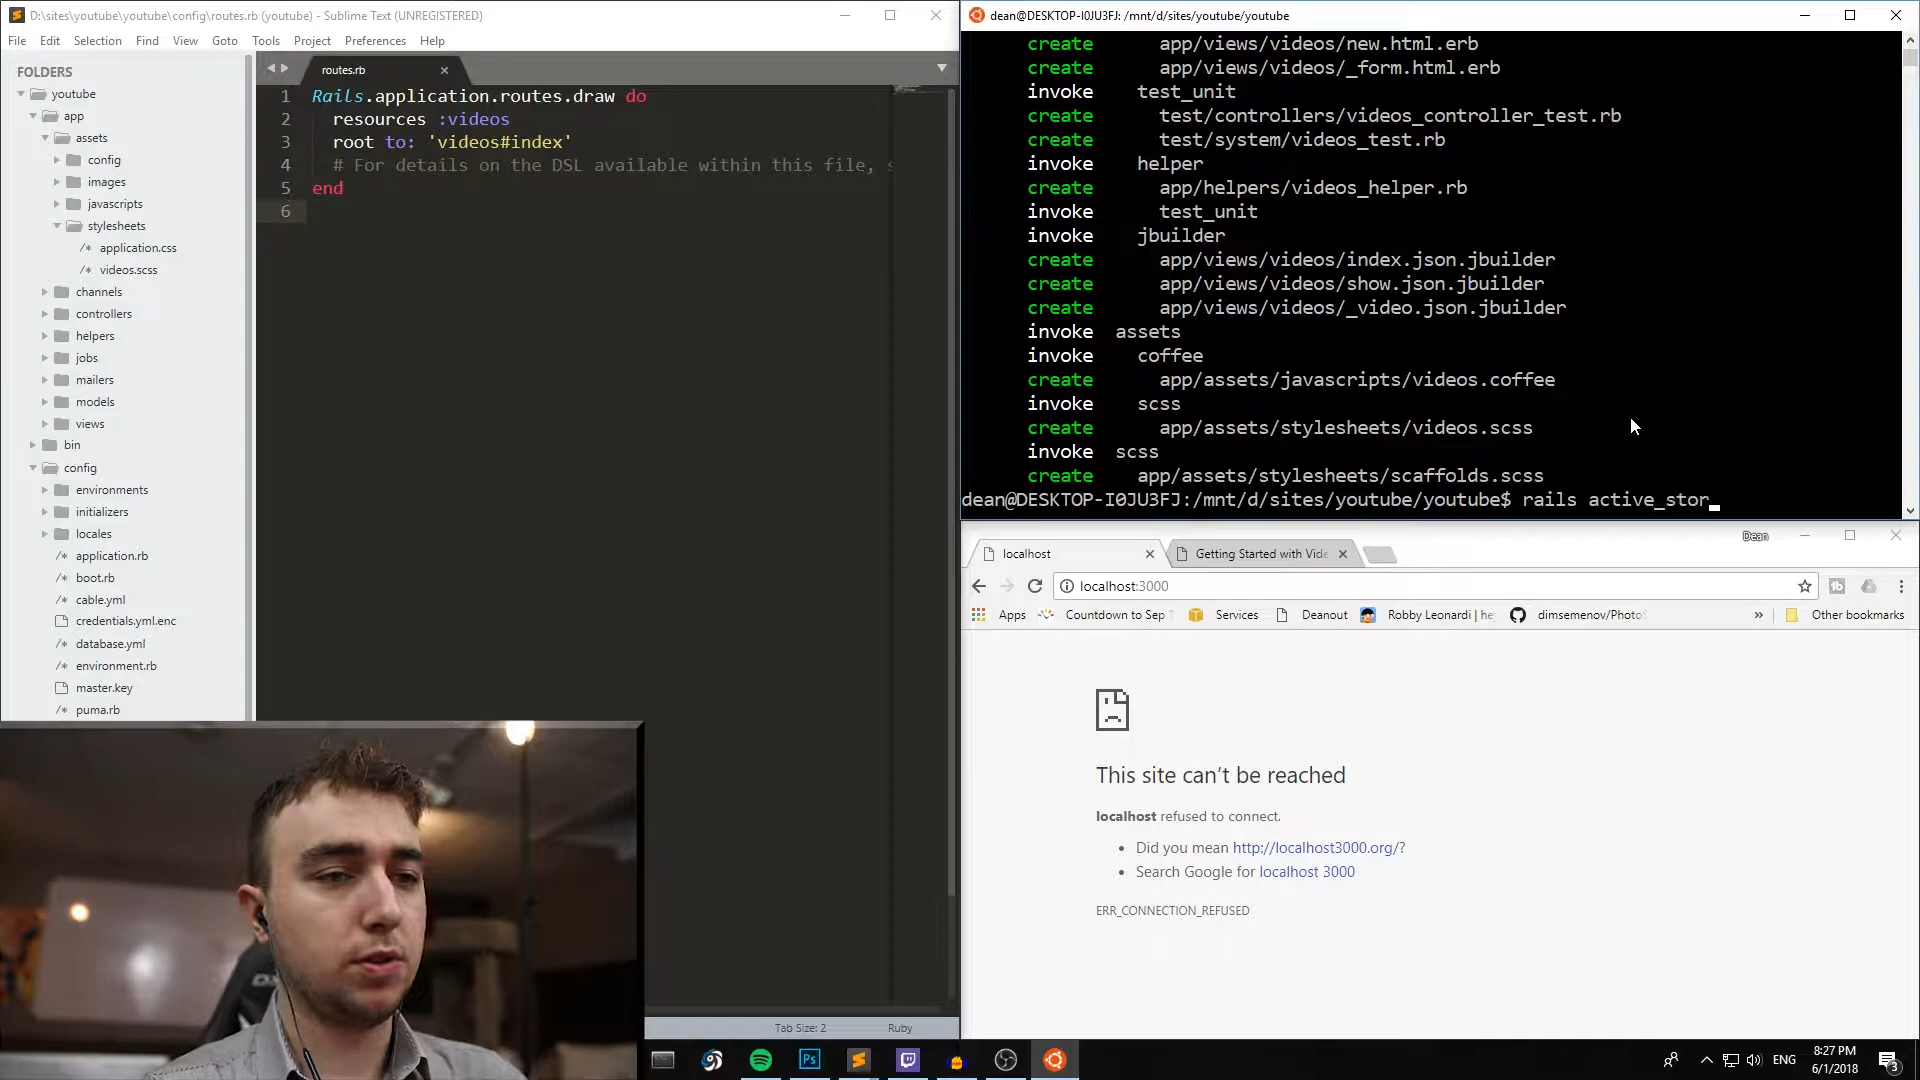 D:\sites\youtube\youtube\config\routes.rb (youtube) - Sublime Text (UNREGISTERED)
File Edit Selection Find View Goto Tools Project Preferences Help
FOLDERS
youtube
app
assets
config
images
javascripts
stylesheets
/* application.css
/* videos.scss
channels
controllers
helpers
jobs
mailers
models
views
bin
config
environments
initializers
locales
/* application.rb
/* boot.rb
/* cable.yml
credentials.yml.enc
/* database.yml
/* environment.rb
master.key
/* puma.rb
routes.rb
1 Rails.application.routes.draw do
2 resources :videos
3 root to: 'videos#index'
4 # For details on the DSL available within this file, s
5 end
6
Tab Size: 2 Ruby
dean@DESKTOP-I0JU3FJ: /mnt/d/sites/youtube/youtube
create app/views/videos/new.html.erb
create app/views/videos/_form.html.erb
invoke test_unit
create test/controllers/videos_controller_test.rb
create test/system/videos_test.rb
invoke helper
create app/helpers/videos_helper.rb
invoke test_unit
invoke jbuilder
create app/views/videos/index.json.jbuilder
create app/views/videos/show.json.jbuilder
create app/views/videos/_video.json.jbuilder
invoke assets
invoke coffee
create app/assets/javascripts/videos.coffee
invoke scss
create app/assets/stylesheets/videos.scss
invoke scss
create app/assets/stylesheets/scaffolds.scss
dean@DESKTOP-I0JU3FJ:/mnt/d/sites/youtube/youtube$ rails active_stor
Dean
localhost
Getting Started with Vide
localhost:3000
Apps Countdown to Sep Services Deanout Robby Leonardi | he dimsemenov/PhotoS » Other bookmarks
This site can't be reached
localhost refused to connect.
• Did you mean http://localhost3000.org/?
• Search Google for localhost 3000
ERR_CONNECTION_REFUSED
Ps
ENG
8:27 PM
6/1/2018
3